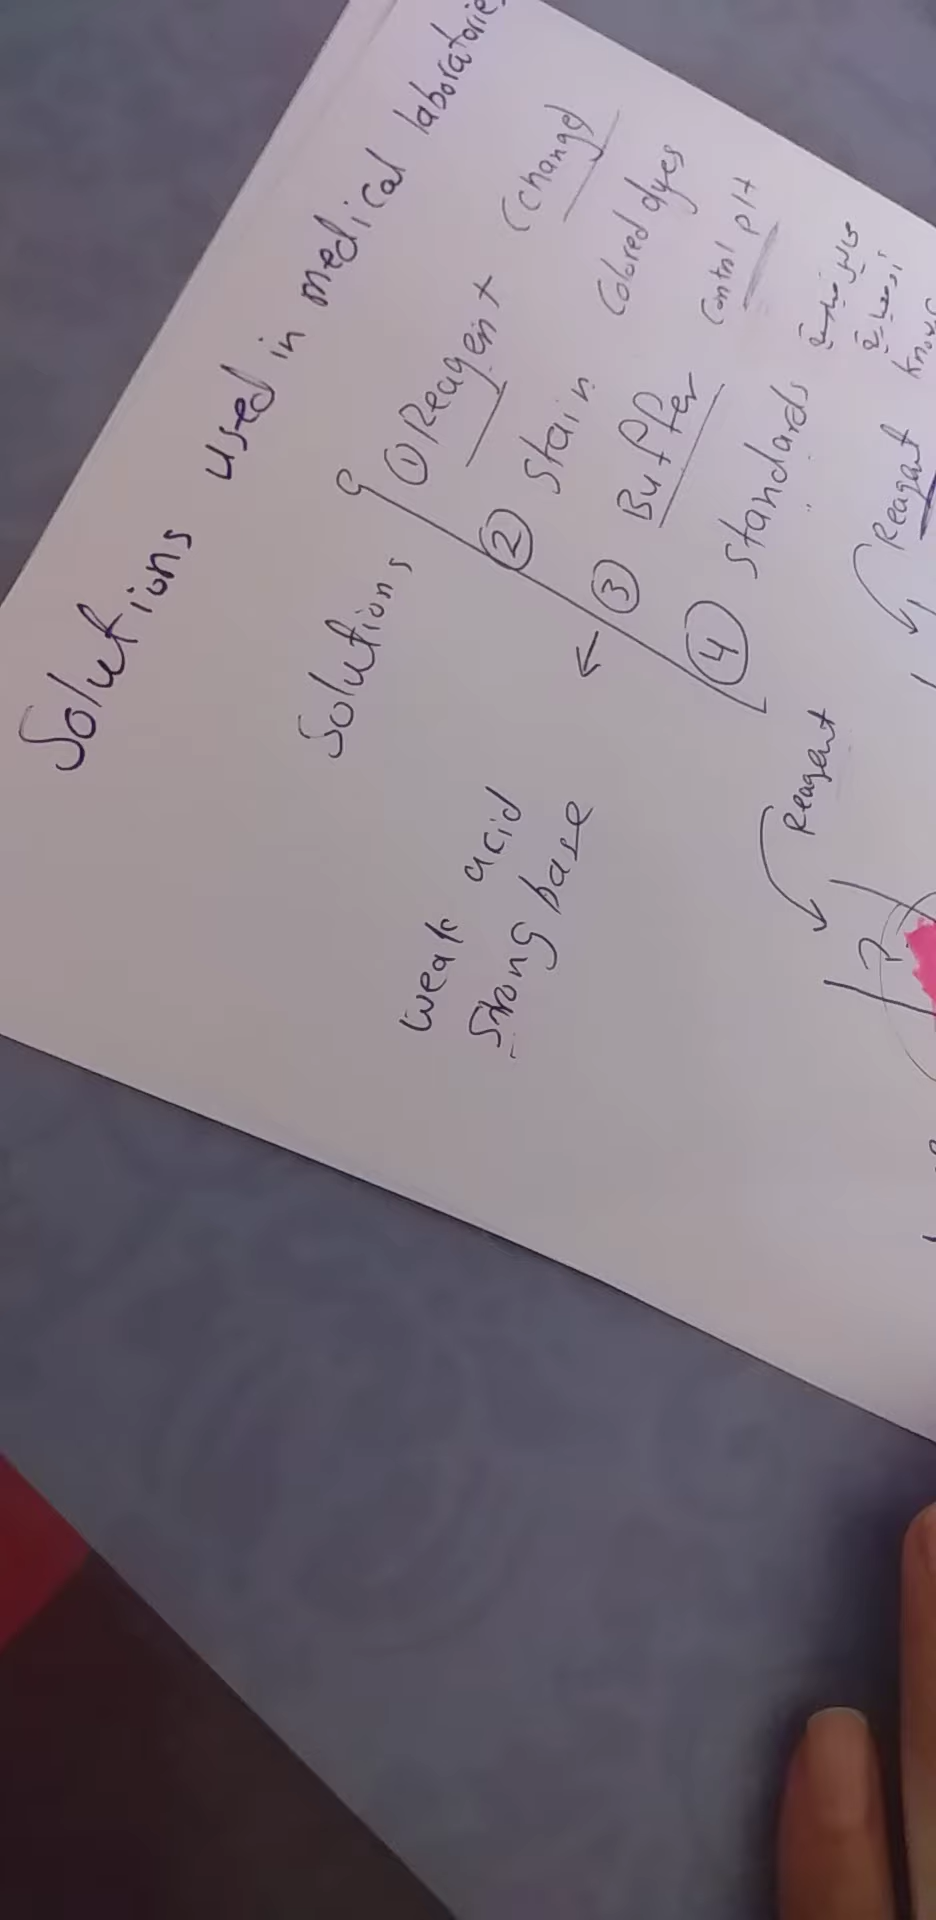 Solutions used in medical laboratories
Solutions
① Reagent (change)
② Stain Colored dyes
③ Buffer Control pH
④ Standards
weak acid
Strong base
Reagent
Reagent
?